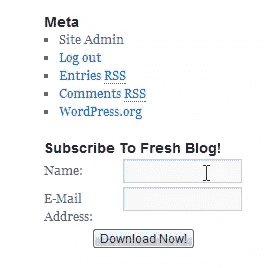 Meta
Site Admin
Log out
Entries RSS
Comments RSS
WordPress.org
Subscribe To Fresh Blog!
Name:
E-Mail
Address:
Download Now!